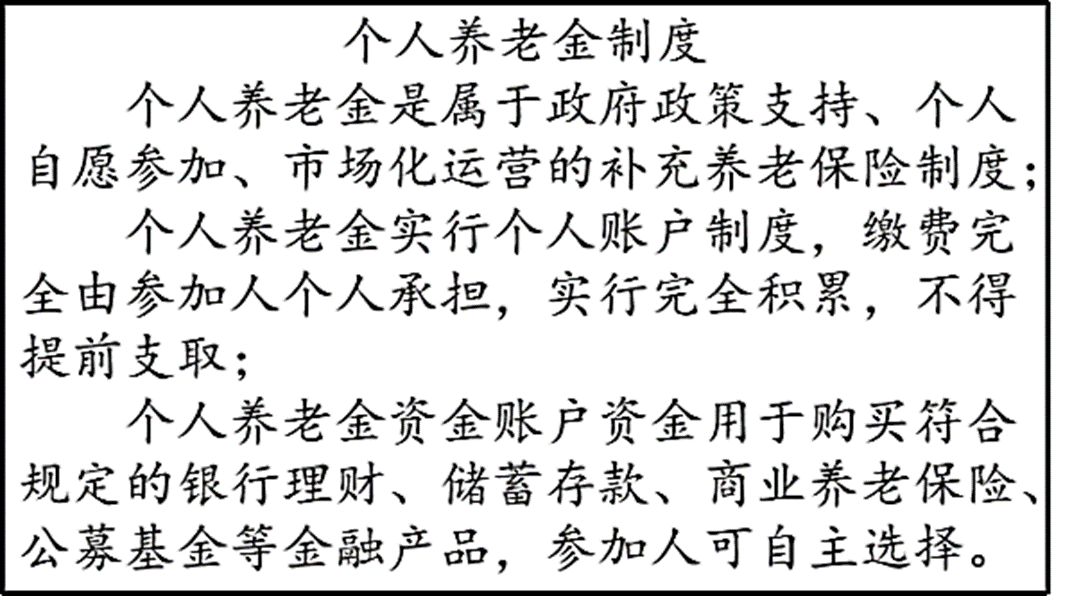 个人养老金制度
个人养老金是属于政府政策支持、个人
自愿参加、市场化运营的补充养老保险制度；
个人养老金实行个人账户制度，缴费完
全由参加人个人承担，实行完全积累，不得
提前支取；
个人养老金资金账户资金用于购买符合
规定的银行理财、储蓄存款、商业养老保险、
公募基金等金融产品，参加人可自主选择。